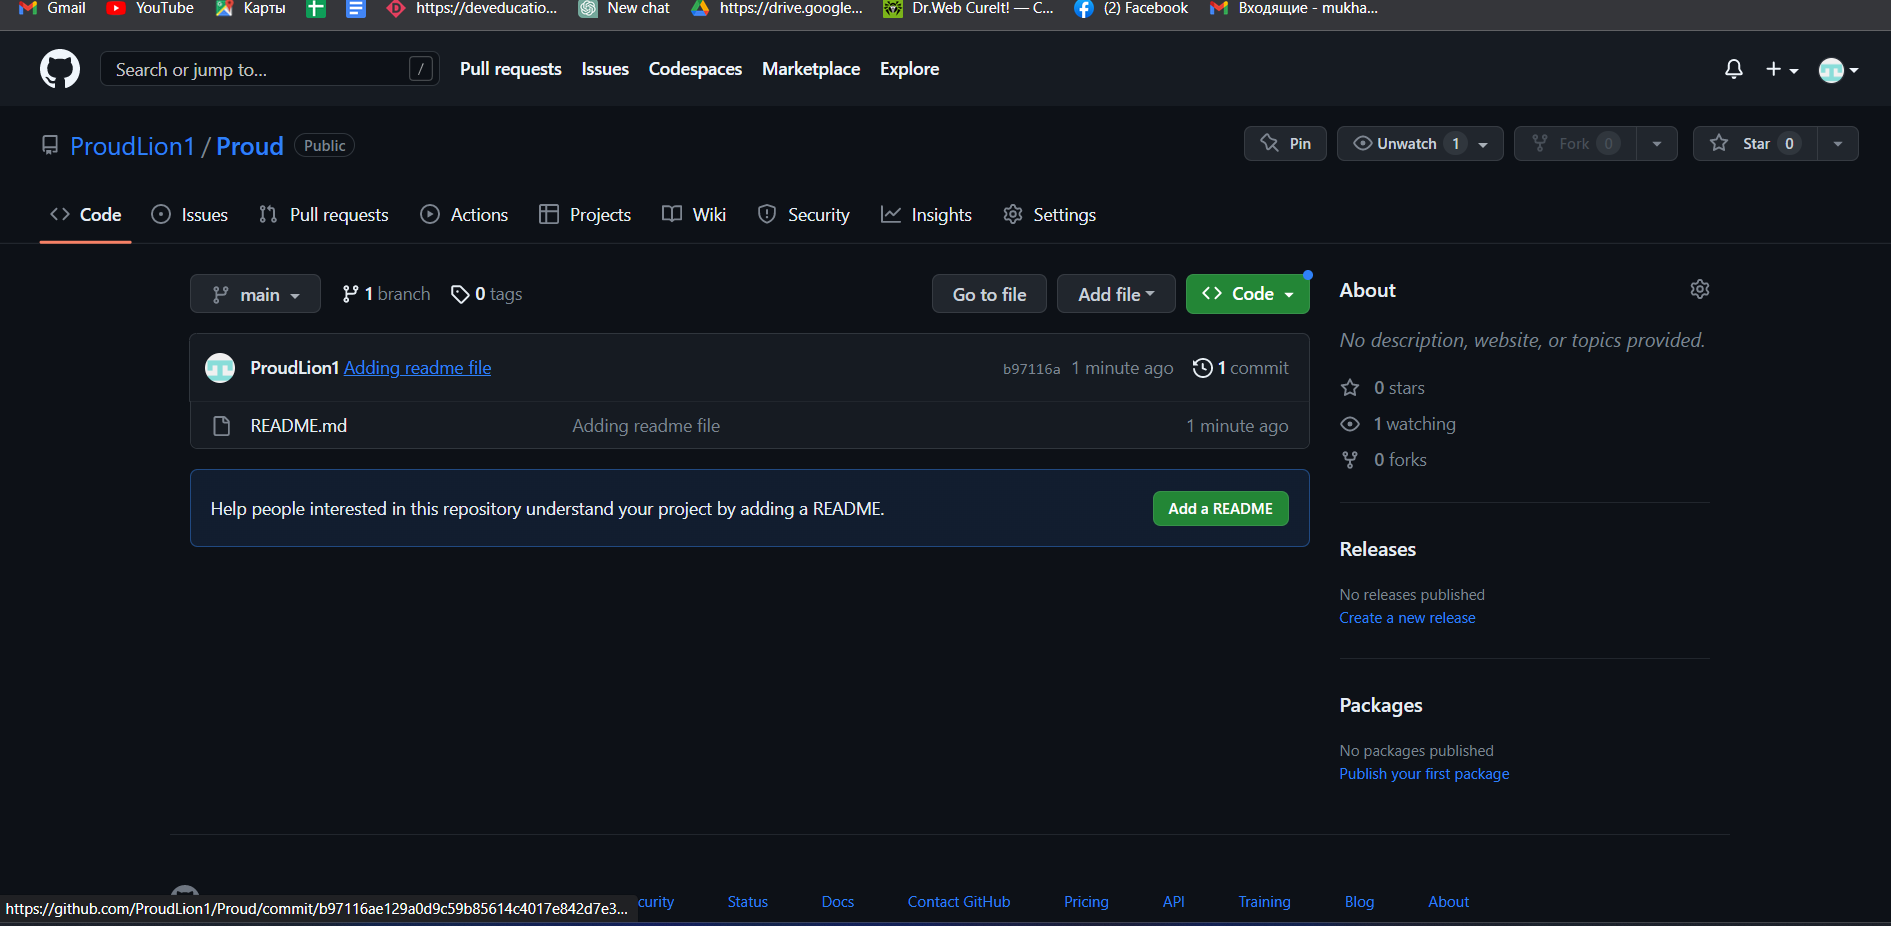 Gmail YouTube Карты https://deveducatio... New chat https://drive.google... Dr.Web CureIt! — С... (2) Facebook Входящие - mukha...
Search or jump to... / Pull requests Issues Codespaces Marketplace Explore
ProudLion1 / Proud Public Pin Unwatch 1 Fork 0 Star 0
Code Issues Pull requests Actions Projects Wiki Security Insights Settings
main 1 branch 0 tags Go to file Add file Code
About
No description, website, or topics provided.
ProudLion1 Adding readme file b97116a 1 minute ago 1 commit
0 stars
README.md Adding readme file 1 minute ago
1 watching
0 forks
Help people interested in this repository understand your project by adding a README. Add a README
Releases
No releases published
Create a new release
Packages
No packages published
Publish your first package
https://github.com/ProudLion1/Proud/commit/b97116ae129a0d9c59b85614c4017e842d7e3... curity Status Docs Contact GitHub Pricing API Training Blog About